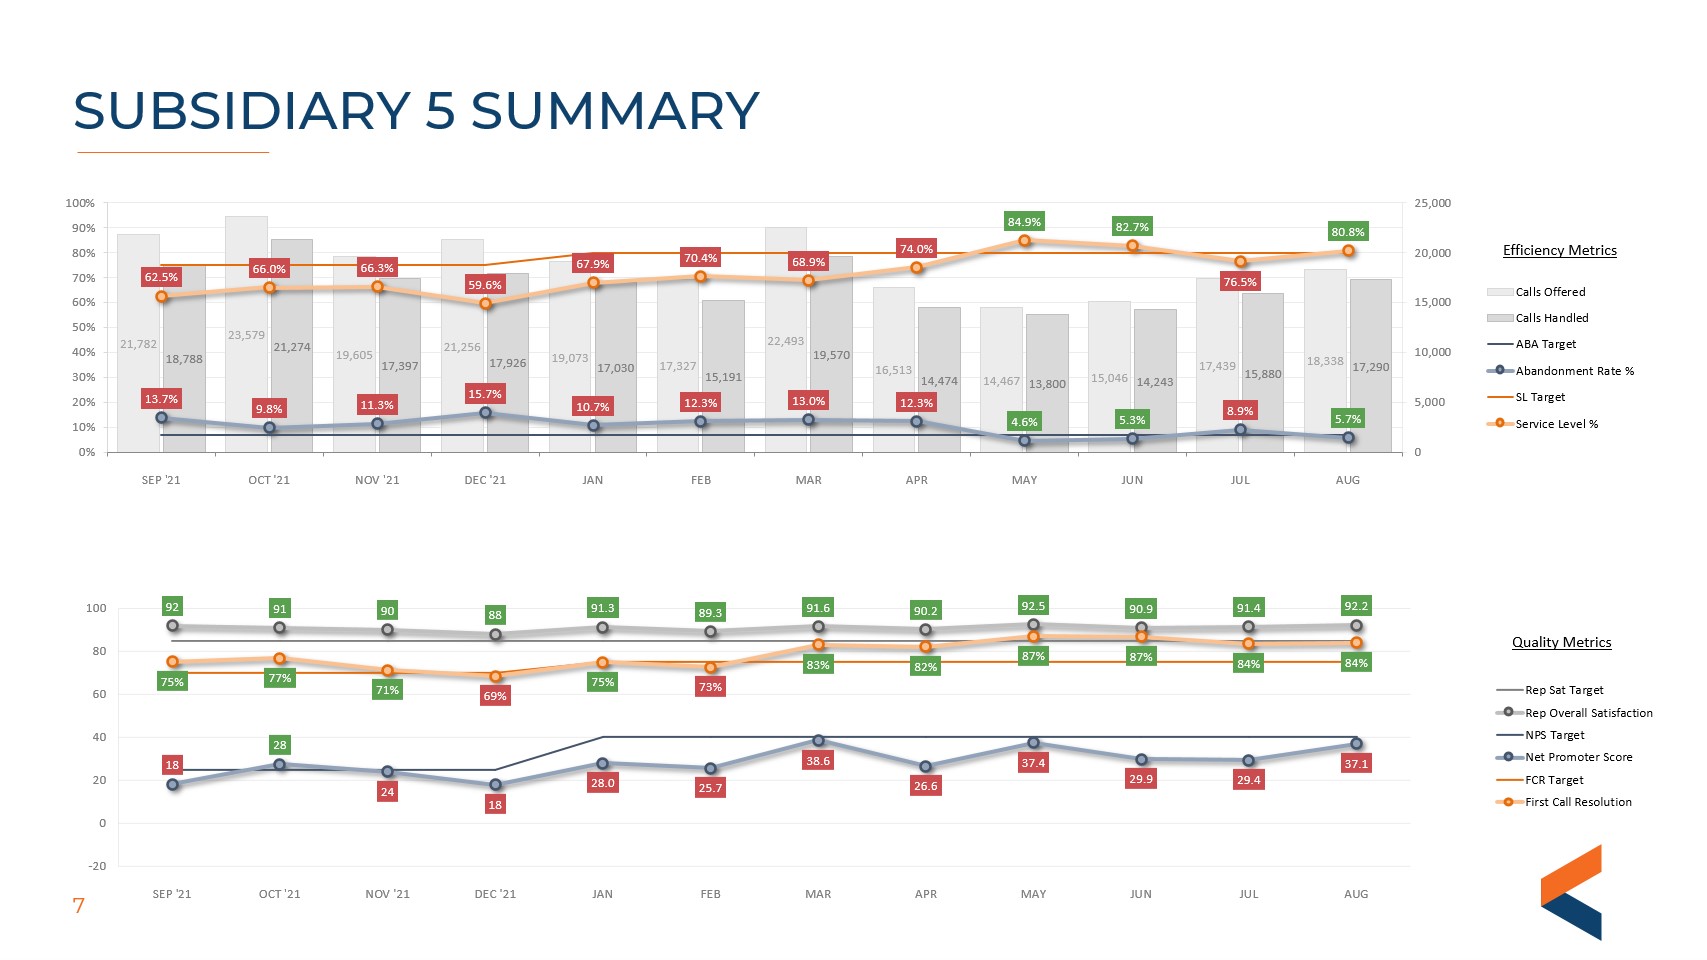 SUBSIDIARY 5 SUMMARY
100%
90%
80%
70%
60%
50%
40%
30%
20%
10%
0%
25,000
20,000
15,000
10,000
5,000
0
62.5%
66.0%
66.3%
59.6%
67.9%
70.4%
68.9%
74.0%
84.9%
82.7%
76.5%
80.8%
21,782
18,788
23,579
21,274
19,605
17,397
21,256
17,926
19,073
17,030
17,327
15,191
22,493
19,570
16,513
14,474
14,467
13,800
15,046
14,243
17,439
15,880
18,338
17,290
13.7%
9.8%
11.3%
15.7%
10.7%
12.3%
13.0%
12.3%
4.6%
5.3%
8.9%
5.7%
SEP '21
OCT '21
NOV '21
DEC '21
JAN
FEB
MAR
APR
MAY
JUN
JUL
AUG
Efficiency Metrics
Calls Offered
Calls Handled
ABA Target
Abandonment Rate %
SL Target
Service Level %
100
80
60
40
20
0
-20
92
91
90
88
91.3
89.3
91.6
90.2
92.5
90.9
91.4
92.2
75%
77%
71%
69%
75%
73%
83%
82%
87%
87%
84%
84%
18
28
24
18
28.0
25.7
38.6
26.6
37.4
29.9
29.4
37.1
SEP '21
OCT '21
NOV '21
DEC '21
JAN
FEB
MAR
APR
MAY
JUN
JUL
AUG
Quality Metrics
Rep Sat Target
Rep Overall Satisfaction
NPS Target
Net Promoter Score
FCR Target
First Call Resolution
7